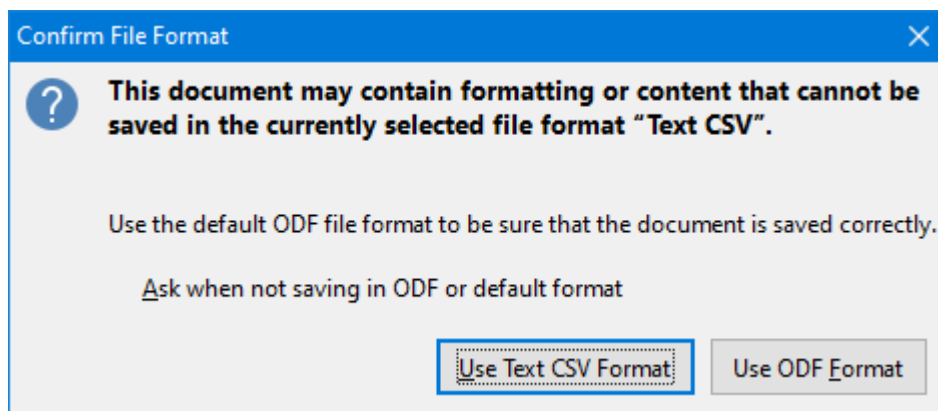 Confirm File Format
?
This document may contain formatting or content that cannot be
saved in the currently selected file format “Text CSV”.
Use the default ODF file format to be sure that the document is saved correctly.
Ask when not saving in ODF or default format
Use Text CSV Format
Use ODF Format